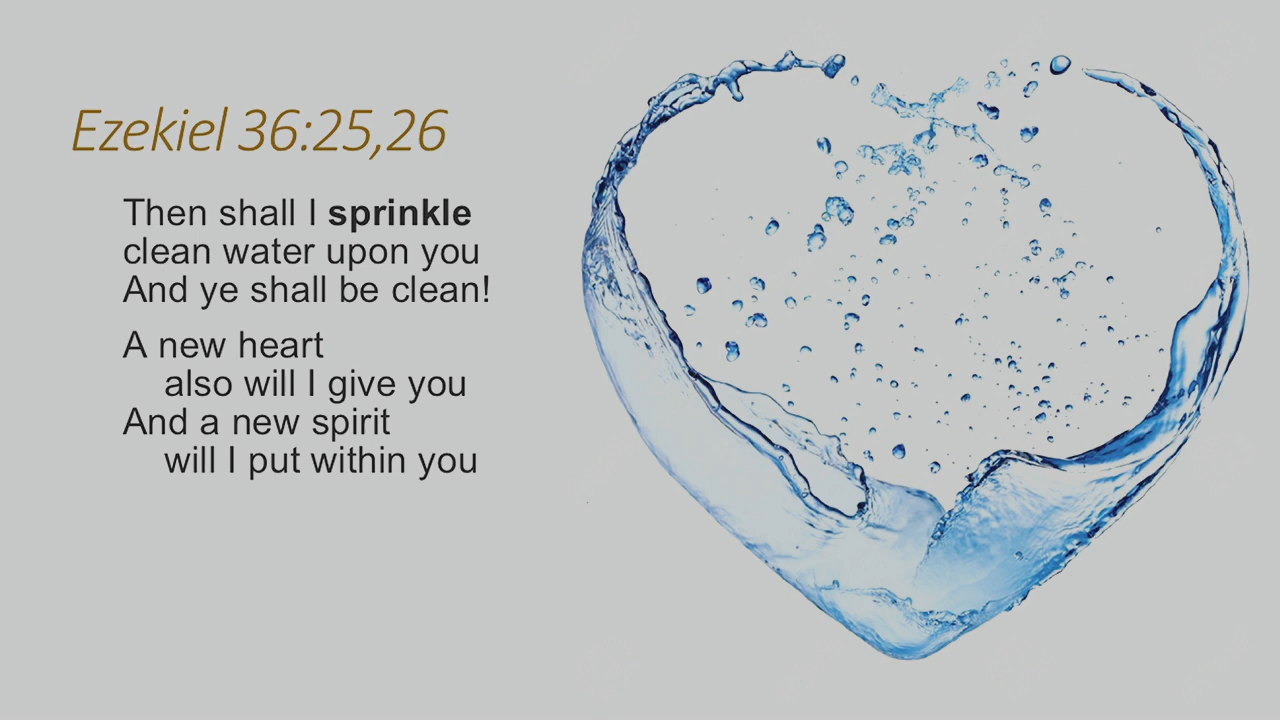 Ezekiel 36:25,26
Then shall I sprinkle
clean water upon you
And ye shall be clean!
A new heart
also will I give you
And a new spirit
will I put within you